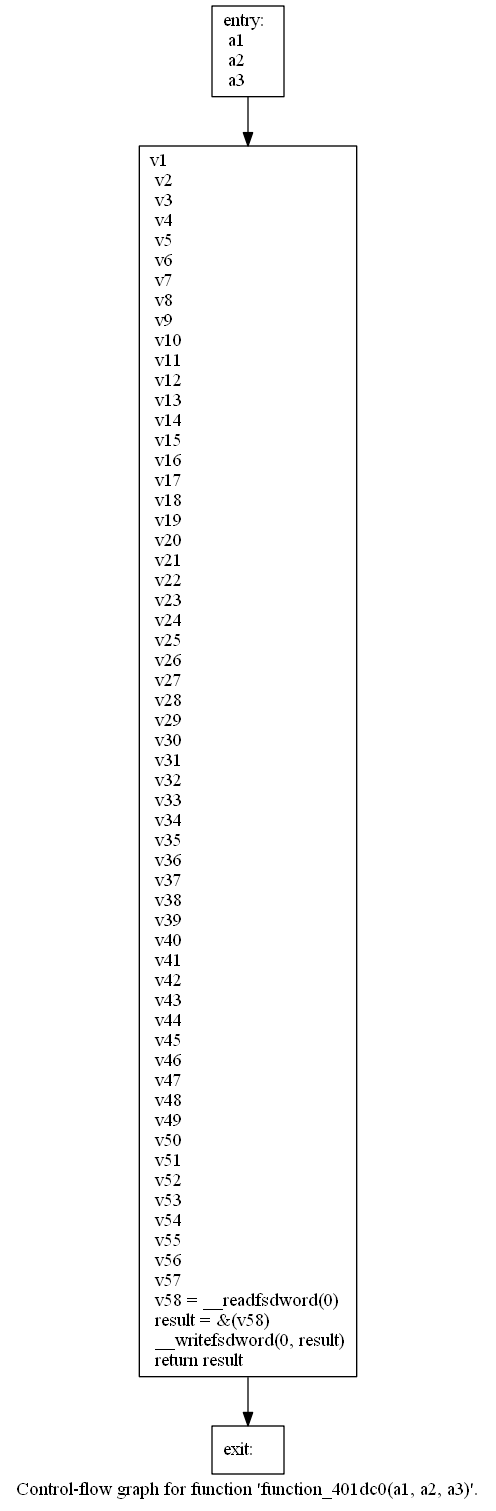 entry:
a1
a2
a3
v1
v2
v3
v4
v5
v6
v7
v8
v9
v10
v11
v12
v13
v14
v15
v16
v17
v18
v19
v20
v21
v22
v23
v24
v25
v26
v27
v28
v29
v30
v31
v32
v33
v34
v35
v36
v37
v38
v39
v40
v41
v42
v43
v44
v45
v46
v47
v48
v49
v50
v51
v52
v53
v54
v55
v56
v57
v58 = __readfsdword(0)
result = &(v58)
__writefsdword(0, result)
return result
exit:
Control-flow graph for function 'function_401dc0(a1, a2, a3)'.